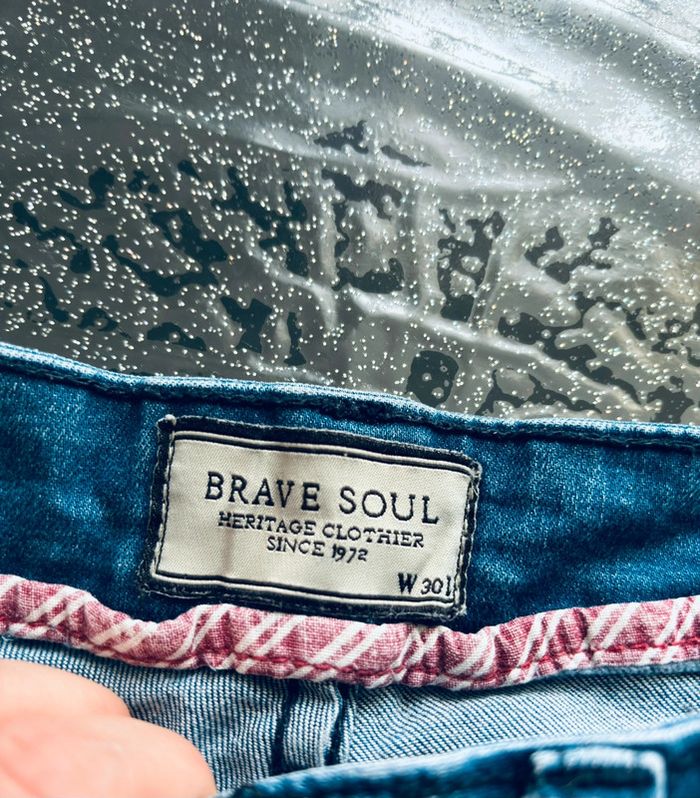 BRAVE SOUL
HERITAGE CLOTHIER
SINCE 1972
W 30